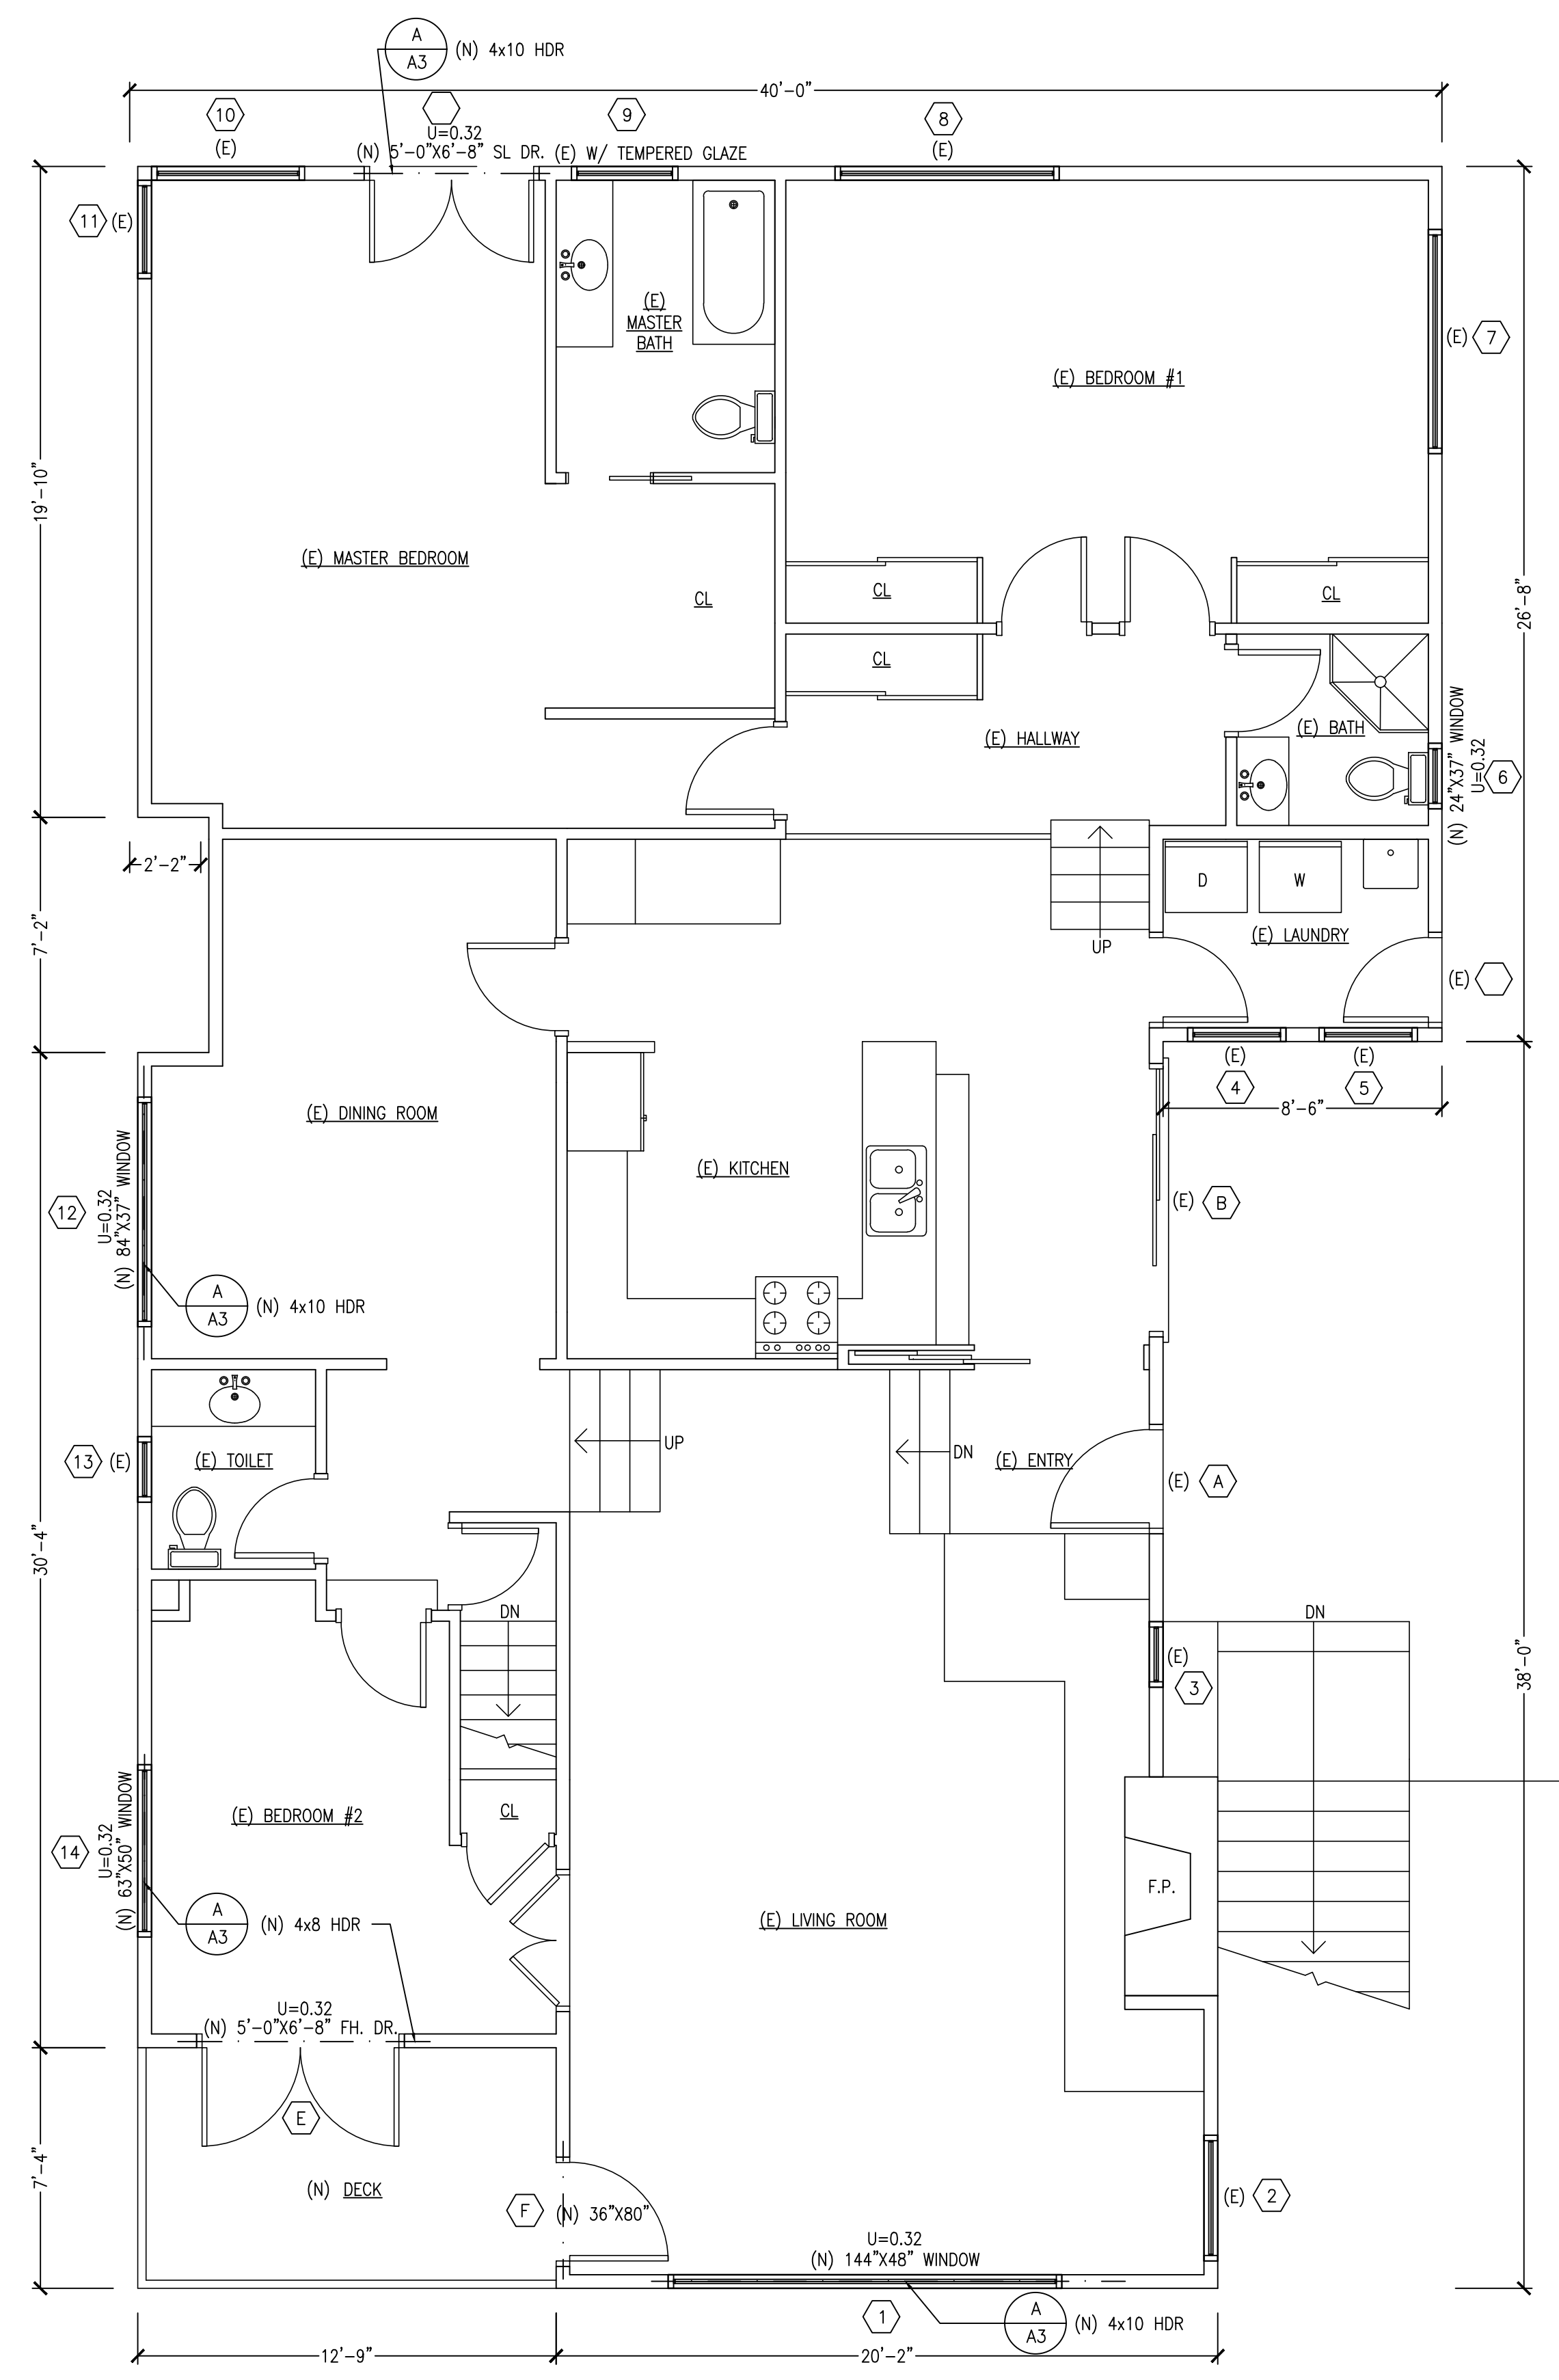 A
A3
(N) 4x10 HDR
40'-0"
10
(E)
U=0.32
(N) 5'-0"X6'-8" SL DR.
9
(E) W/ TEMPERED GLAZE
8
(E)
11
(E)
(E)
MASTER
BATH
(E) BEDROOM #1
(E)
7
19'-10"
(E) MASTER BEDROOM
CL
CL
CL
CL
26'-8"
(E) HALLWAY
(E) BATH
(N) 24"X37" WINDOW
U=0.32
6
2'-2"
D
W
(E) LAUNDRY
UP
7'-2"
(E)
(E)
4
(E)
5
8'-6"
(E) DINING ROOM
(E) KITCHEN
(E)
B
12
U=0.32
(N) 84"X37" WINDOW
A
A3
(N) 4x10 HDR
13
(E)
(E) TOILET
UP
DN
(E) ENTRY
(E)
A
30'-4"
DN
DN
(E)
3
38'-0"
(E) BEDROOM #2
CL
14
U=0.32
(N) 63"X50" WINDOW
F.P.
A
A3
(N) 4x8 HDR
(E) LIVING ROOM
U=0.32
(N) 5'-0"X6'-8" FH. DR.
E
7'-4"
(N) DECK
F
(N) 36"X80"
(E)
2
U=0.32
(N) 144"X48" WINDOW
1
A
A3
(N) 4x10 HDR
12'-9"
20'-2"